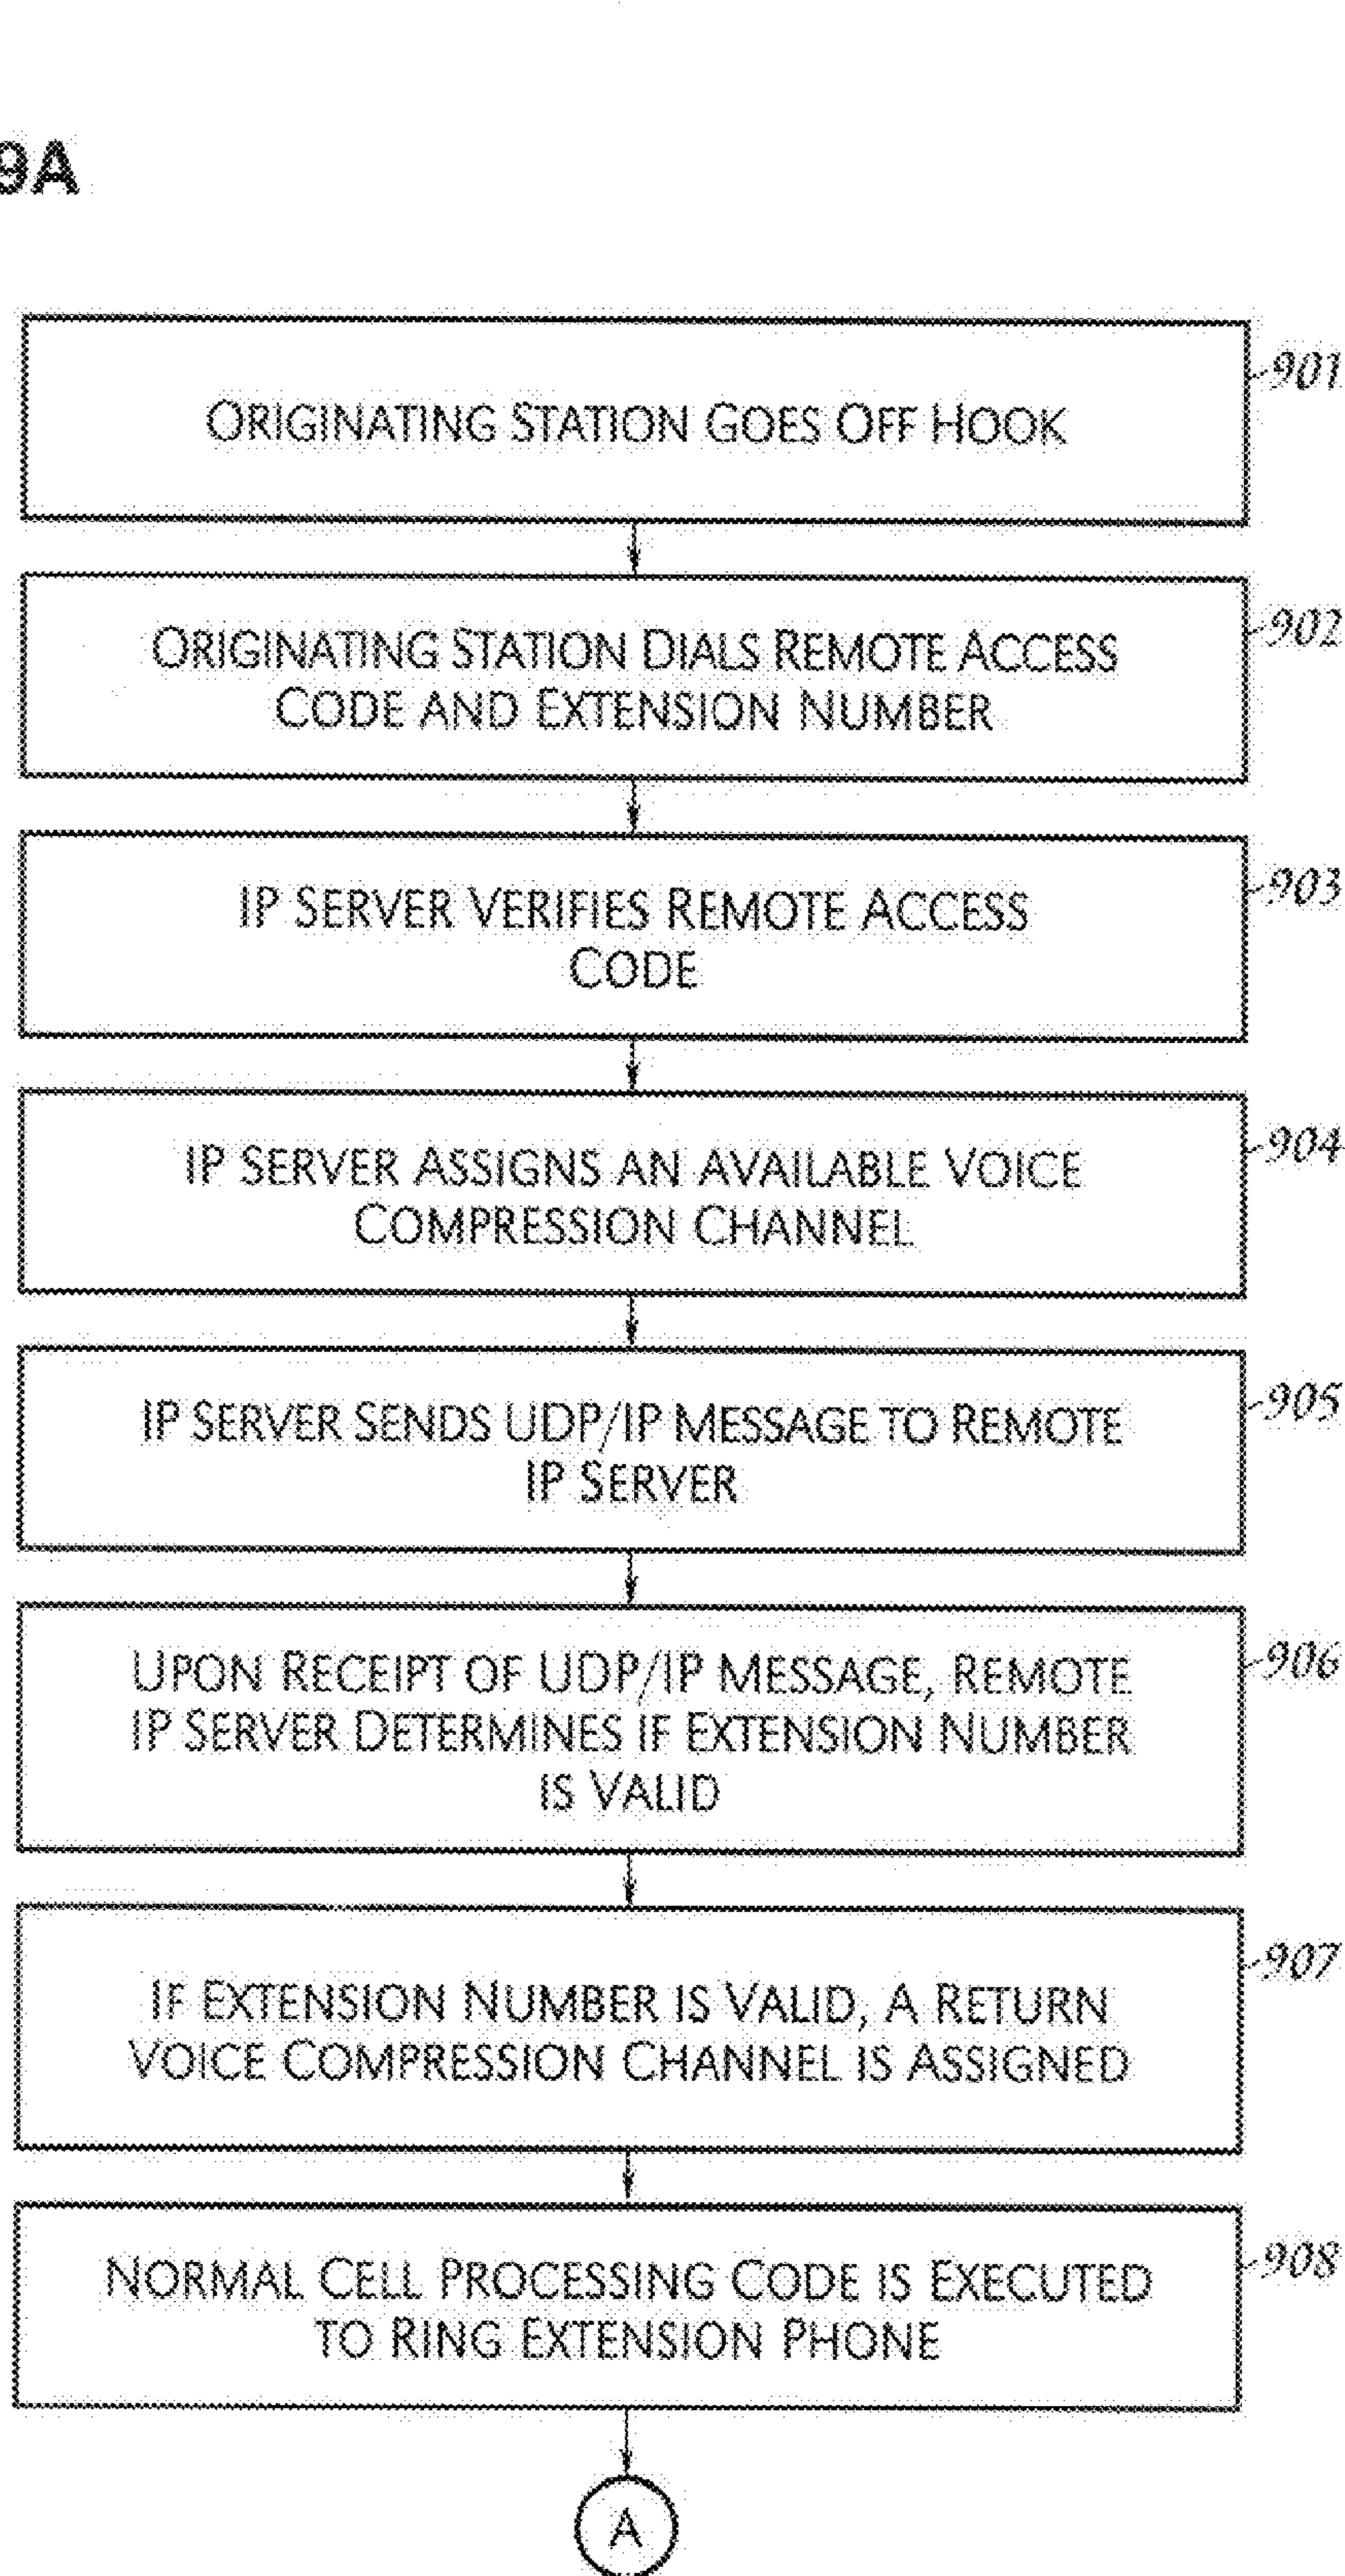 9A
901
ORIGINATING STATION GOES OFF HOOK
902
ORIGINATING STATION DIALS REMOTE ACCESS
CODE AND EXTENSION NUMBER
903
IP SERVER VERIFIES REMOTE ACCESS
CODE
904
IP SERVER ASSIGNS AN AVAILABLE VOICE
COMPRESSION CHANNEL
905
IP SERVER SENDS UDP/IP MESSAGE TO REMOTE
IP SERVER
906
UPON RECEIPT OF UDP/IP MESSAGE, REMOTE
IP SERVER DETERMINES IF EXTENSION NUMBER
IS VALID
907
IF EXTENSION NUMBER IS VALID, A RETURN
VOICE COMPRESSION CHANNEL IS ASSIGNED
908
NORMAL CELL PROCESSING CODE IS EXECUTED
TO RING EXTENSION PHONE
A